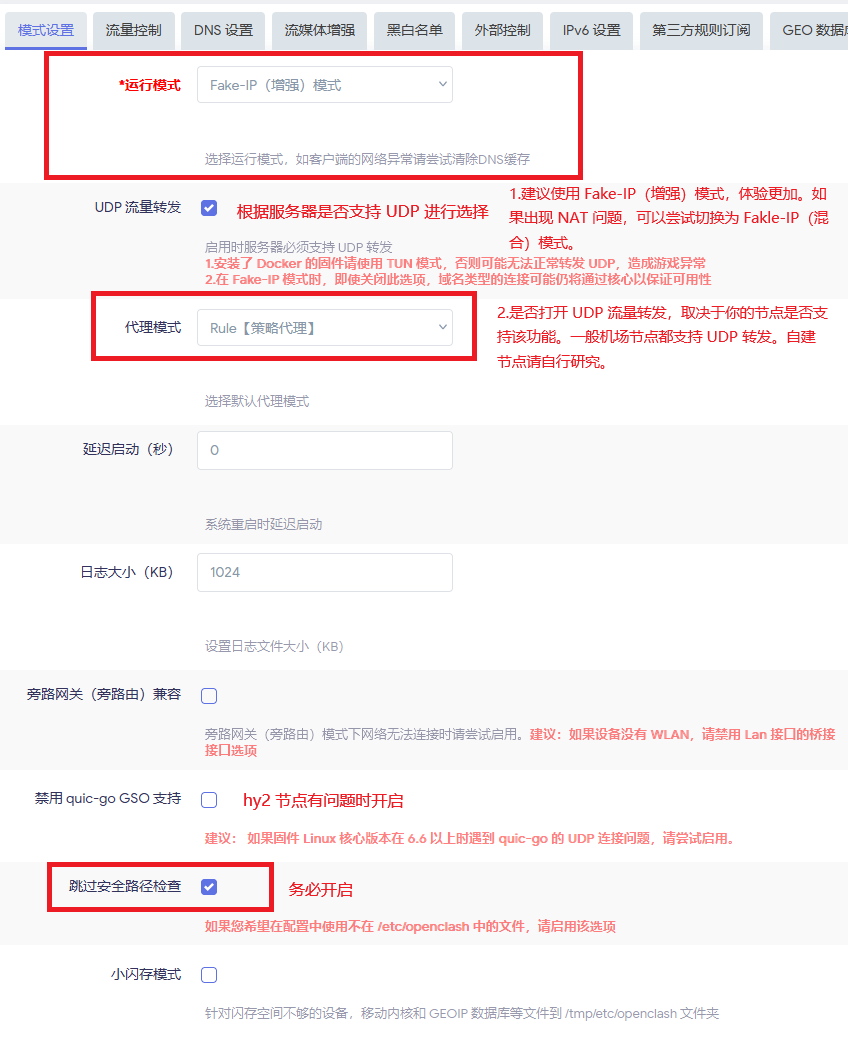 模式设置 流量控制 DNS 设置 流媒体增强 黑白名单 外部控制 IPv6 设置 第三方规则订阅 GEO 数据
*运行模式 Fake-IP（增强）模式
选择运行模式，如客户端的网络异常请尝试清除DNS缓存
1.建议使用 Fake-IP（增强）模式，体验更加。如
果出现 NAT 问题，可以尝试切换为 Fakle-IP（混
合）模式。
UDP 流量转发 根据服务器是否支持 UDP 进行选择
启用时服务器必须支持 UDP 转发
1.安装了 Docker 的固件请使用 TUN 模式，否则可能无法正常转发 UDP，造成游戏异常
2.在 Fake-IP 模式时，即使关闭此选项，域名类型的连接可能仍将通过核心以保证可用性
代理模式 Rule【策略代理】
2.是否打开 UDP 流量转发，取决于你的节点是否支
持该功能。一般机场节点都支持 UDP 转发。自建
节点请自行研究。
选择默认代理模式
延迟启动（秒） 0
系统重启时延迟启动
日志大小（KB） 1024
设置日志文件大小（KB）
旁路网关（旁路由）兼容
旁路网关（旁路由）模式下网络无法连接时请尝试启用。建议：如果设备没有 WLAN，请禁用 Lan 接口的桥接
接口选项
禁用 quic-go GSO 支持 hy2 节点有问题时开启
建议： 如果固件 Linux 核心版本在 6.6 以上时遇到 quic-go 的 UDP 连接问题，请尝试启用。
跳过安全路径检查 务必开启
如果您希望在配置中使用不在 /etc/openclash 中的文件，请启用该选项
小闪存模式
针对闪存空间不够的设备，移动内核和 GEOIP 数据库等文件到 /tmp/etc/openclash 文件夹